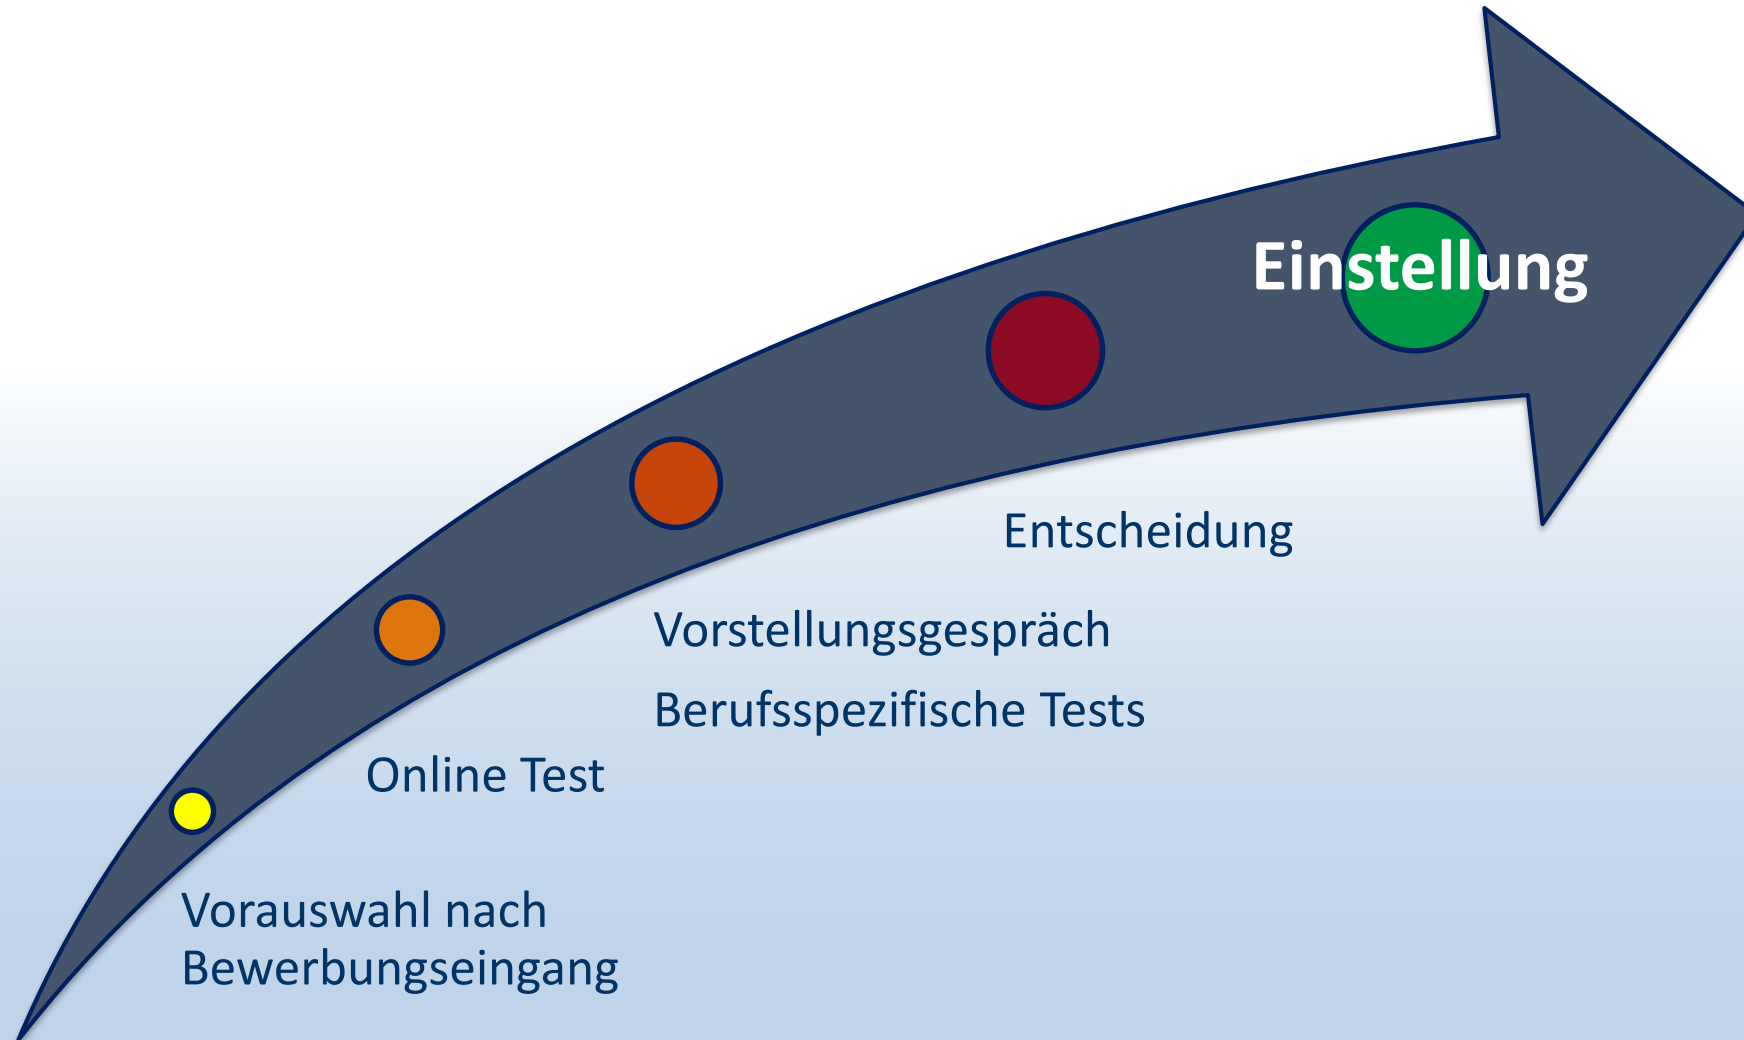 Einstellung
Entscheidung
Vorstellungsgespräch
Berufsspezifische Tests
Online Test
Vorauswahl nach
Bewerbungseingang